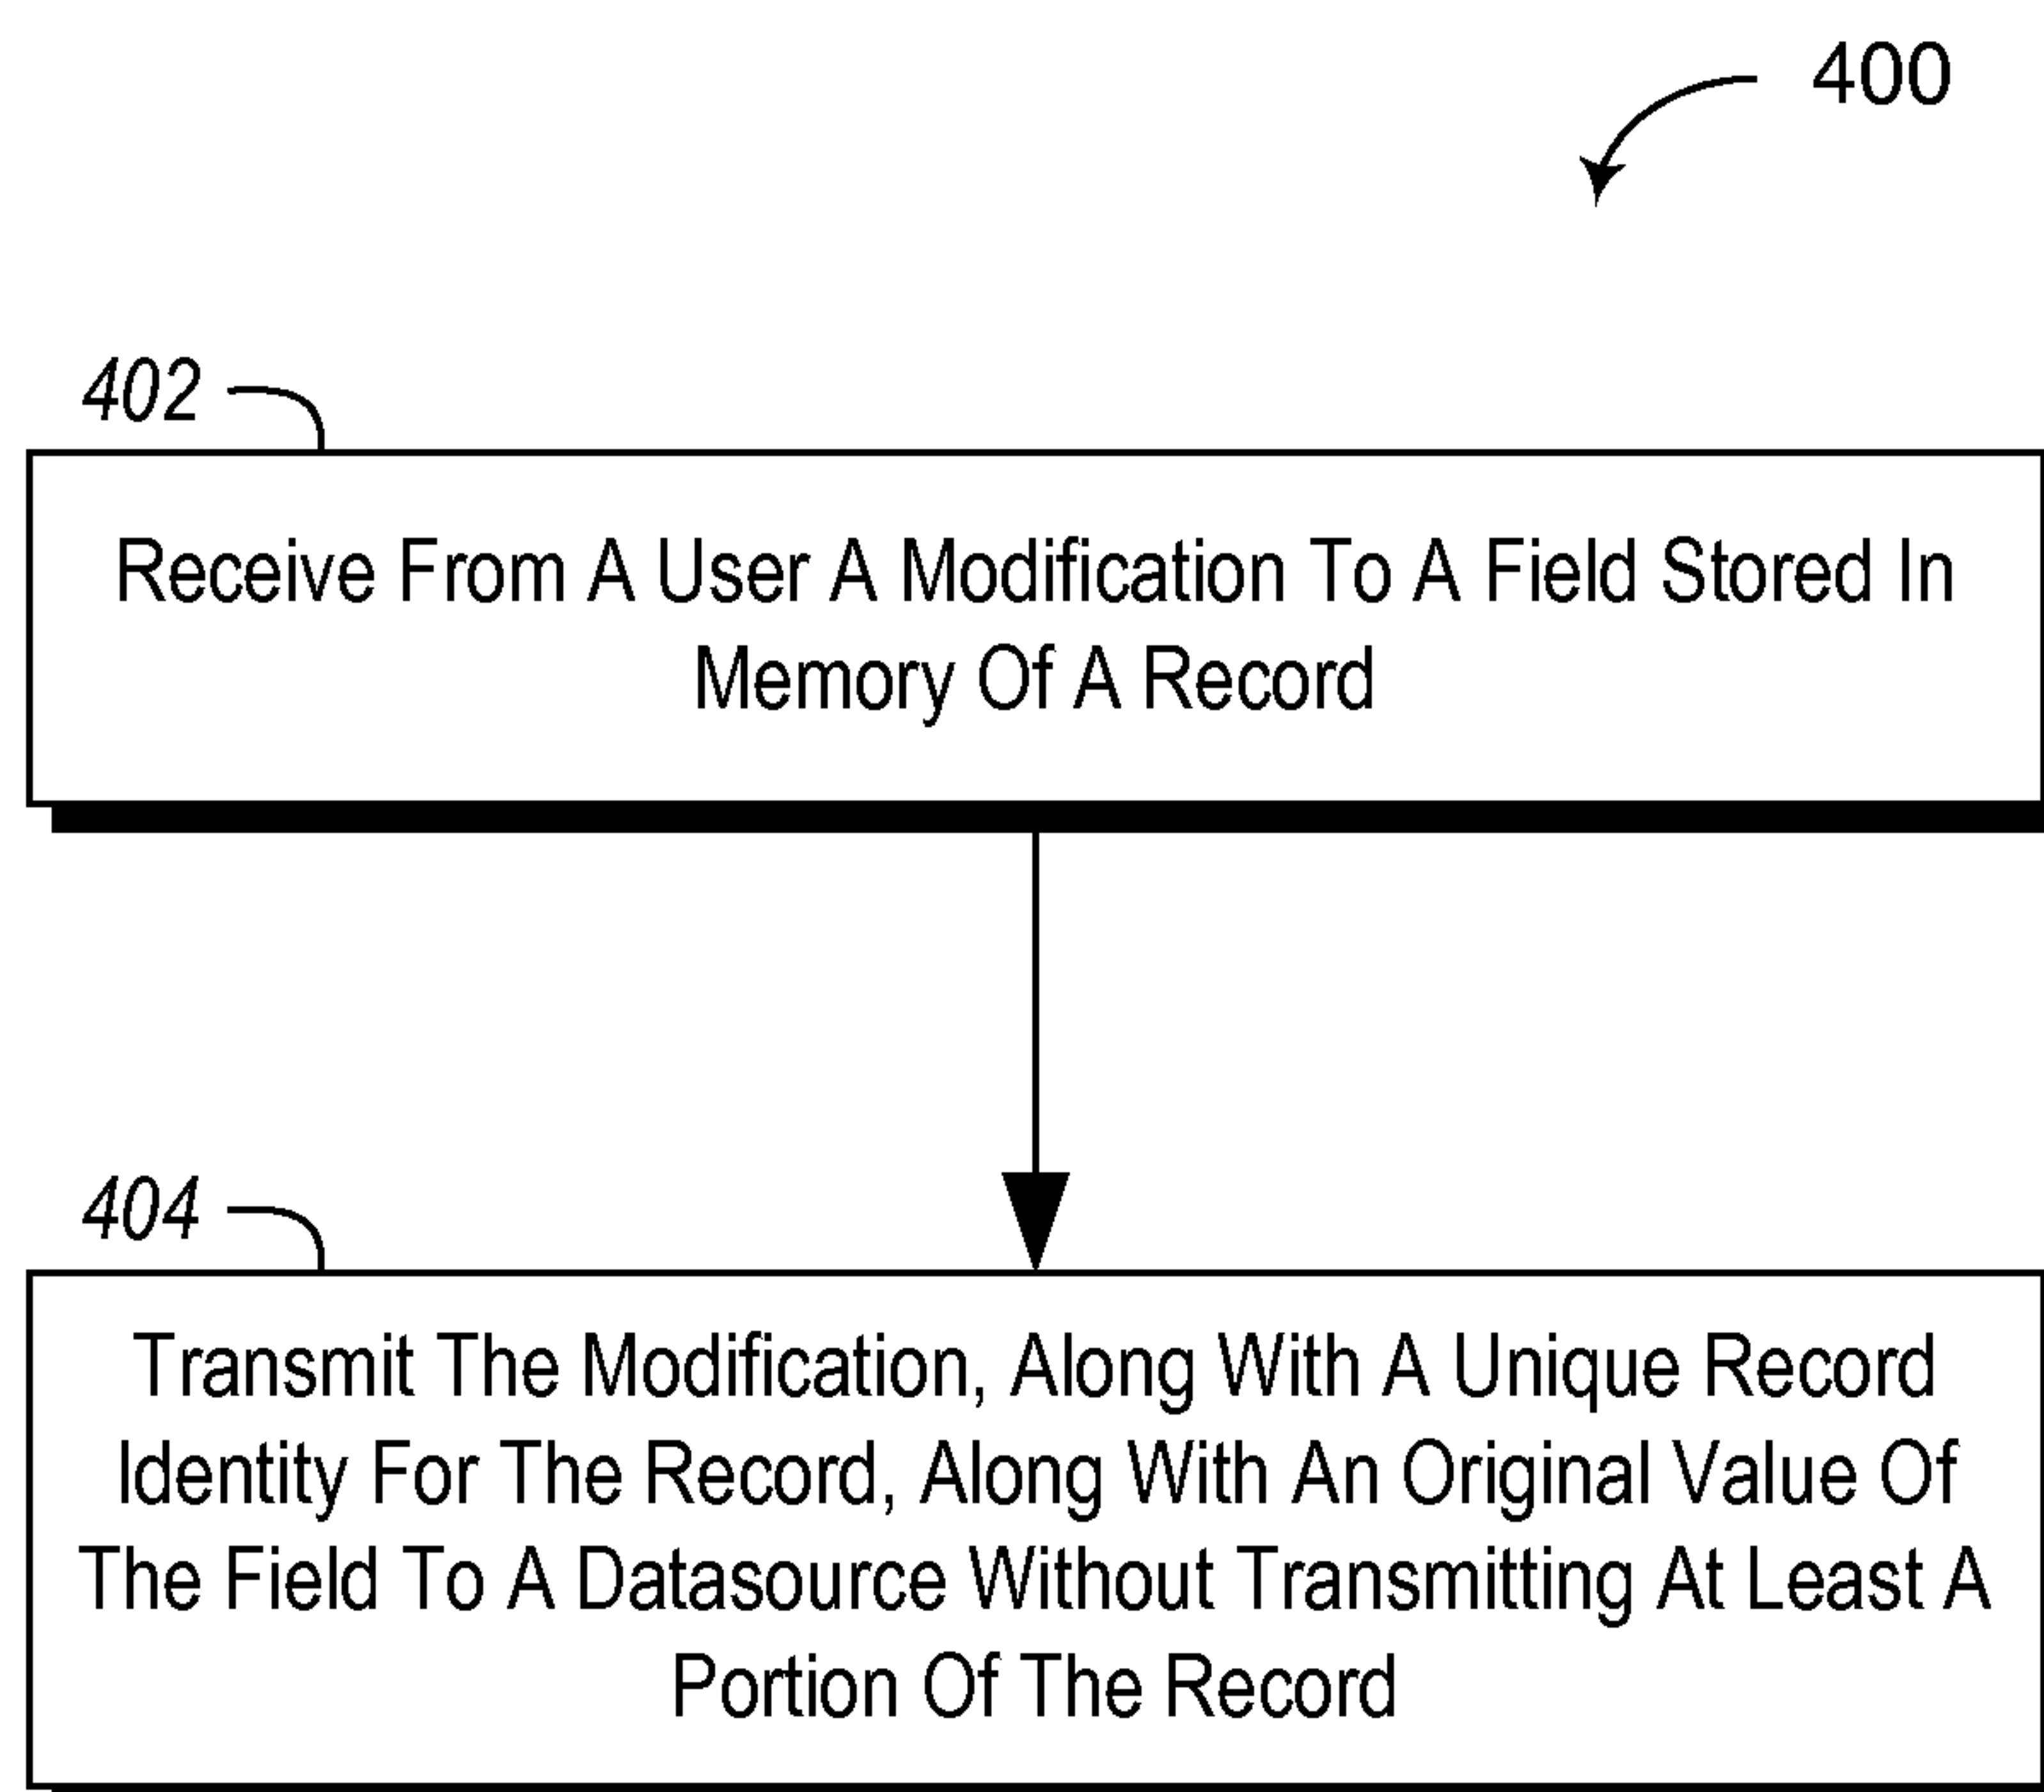 400
402
Receive From A User A Modification To A Field Stored In
Memory Of A Record
404
Transmit The Modification, Along With A Unique Record
Identity For The Record, Along With An Original Value Of
The Field To A Datasource Without Transmitting At Least A
Portion Of The Record